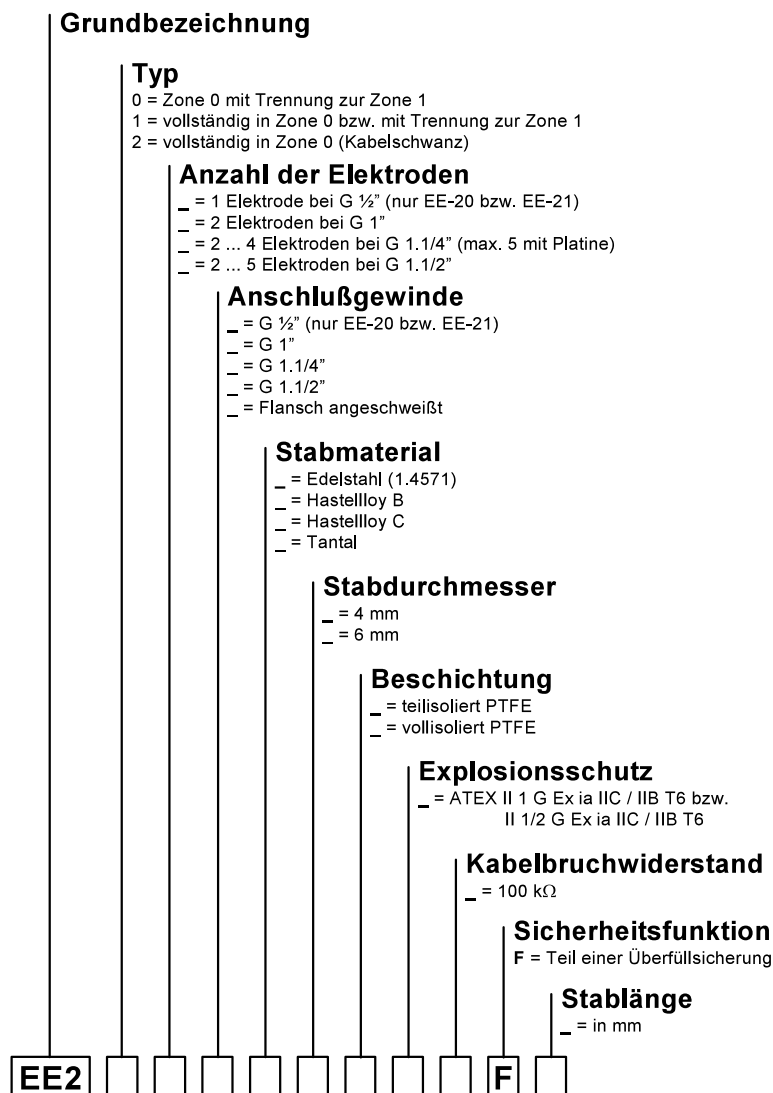 Grundbezeichnung
Typ
0 = Zone 0 mit Trennung zur Zone 1
1 = vollständig in Zone 0 bzw. mit Trennung zur Zone 1
2 = vollständig in Zone 0 (Kabelschwanz)
Anzahl der Elektroden
_ = 1 Elektrode bei G ½” (nur EE-20 bzw. EE-21)
_ = 2 Elektroden bei G 1”
_ = 2 ... 4 Elektroden bei G 1.1/4” (max. 5 mit Platine)
_ = 2 ... 5 Elektroden bei G 1.1/2”
Anschlußgewinde
_ = G ½” (nur EE-20 bzw. EE-21)
_ = G 1”
_ = G 1.1/4”
_ = G 1.1/2”
_ = Flansch angeschweißt
Stabmaterial
_ = Edelstahl (1.4571)
_ = Hastellloy B
_ = Hastellloy C
_ = Tantal
Stabdurchmesser
_ = 4 mm
_ = 6 mm
Beschichtung
_ = teilisoliert PTFE
_ = vollisoliert PTFE
Explosionsschutz
_ = ATEX II 1 G Ex ia IIC / IIB T6 bzw.
II 1/2 G Ex ia IIC / IIB T6
Kabelbruchwiderstand
_ = 100 kΩ
Sicherheitsfunktion
F = Teil einer Überfüllsicherung
Stablänge
_ = in mm
EE2 F